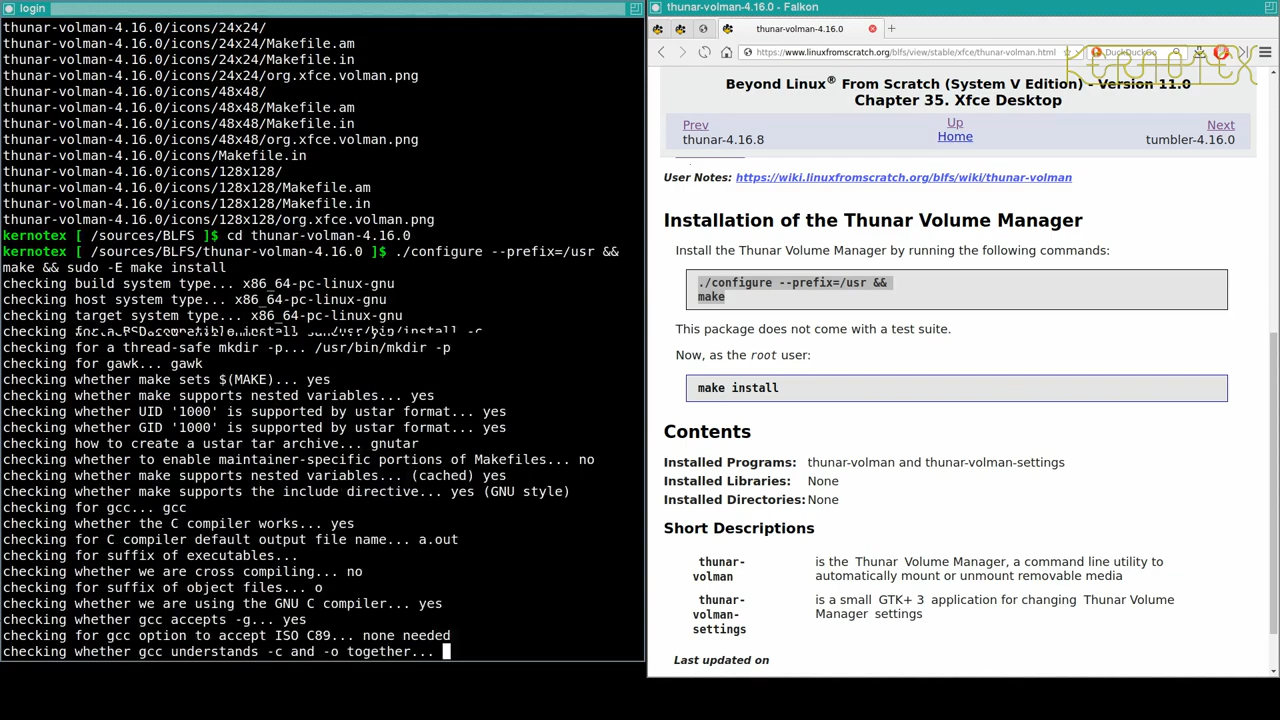 login
thunar-volman-4.16.0/icons/24x24/
thunar-volman-4.16.0/icons/24x24/Makefile.am
thunar-volman-4.16.0/icons/24x24/Makefile.in
thunar-volman-4.16.0/icons/24x24/org.xfce.volman.png
thunar-volman-4.16.0/icons/48x48/
thunar-volman-4.16.0/icons/48x48/Makefile.am
thunar-volman-4.16.0/icons/48x48/Makefile.in
thunar-volman-4.16.0/icons/48x48/org.xfce.volman.png
thunar-volman-4.16.0/icons/Makefile.in
thunar-volman-4.16.0/icons/128x128/
thunar-volman-4.16.0/icons/128x128/Makefile.am
thunar-volman-4.16.0/icons/128x128/Makefile.in
thunar-volman-4.16.0/icons/128x128/org.xfce.volman.png
kernotex [ /sources/BLFS ]$ cd thunar-volman-4.16.0
kernotex [ /sources/BLFS/thunar-volman-4.16.0 ]$ ./configure --prefix=/usr &&
make && sudo -E make install
checking build system type... x86_64-pc-linux-gnu
checking host system type... x86_64-pc-linux-gnu
checking target system type... x86_64-pc-linux-gnu
checking for a BSD-compatible install /usr/bin/install -c
checking for a thread-safe mkdir -p... /usr/bin/mkdir -p
checking for gawk... gawk
checking whether make sets $(MAKE)... yes
checking whether make supports nested variables... yes
checking whether UID '1000' is supported by ustar format... yes
checking whether GID '1000' is supported by ustar format... yes
checking how to create a ustar tar archive... gnutar
checking whether to enable maintainer-specific portions of Makefiles... no
checking whether make supports nested variables... (cached) yes
checking whether make supports the include directive... yes (GNU style)
checking for gcc... gcc
checking whether the C compiler works... yes
checking for C compiler default output file name... a.out
checking for suffix of executables...
checking whether we are cross compiling... no
checking for suffix of object files... o
checking whether we are using the GNU C compiler... yes
checking whether gcc accepts -g... yes
checking for gcc option to accept ISO C89... none needed
checking whether gcc understands -c and -o together...
thunar-volman-4.16.0 - Falkon
thunar-volman-4.16.0
https://www.linuxfromscratch.org/blfs/view/stable/xfce/thunar-volman.html
DuckDuckGo
KERNOTEX
Beyond Linux® From Scratch (System V Edition) - Version 11.0
Chapter 35. Xfce Desktop
Prev Up Next
thunar-4.16.8 Home tumbler-4.16.0
User Notes: https://wiki.linuxfromscratch.org/blfs/wiki/thunar-volman
Installation of the Thunar Volume Manager
Install the Thunar Volume Manager by running the following commands:
./configure --prefix=/usr &&
make
This package does not come with a test suite.
Now, as the root user:
make install
Contents
Installed Programs: thunar-volman and thunar-volman-settings
Installed Libraries: None
Installed Directories: None
Short Descriptions
thunar-volman is the Thunar Volume Manager, a command line utility to
automatically mount or unmount removable media
thunar-volman-settings is a small GTK+ 3 application for changing Thunar Volume
Manager settings
Last updated on